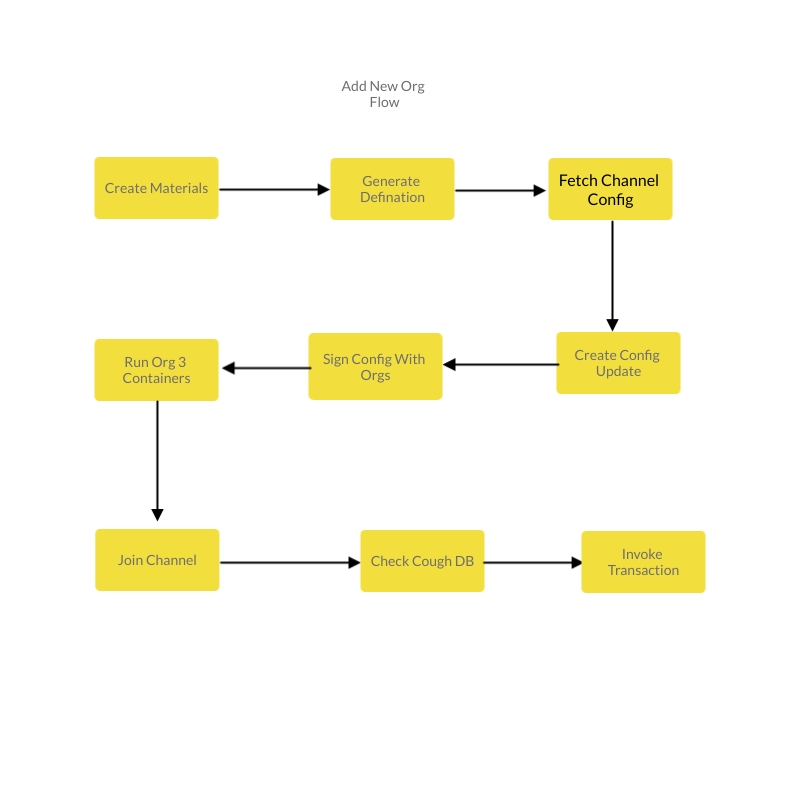 Add New Org
Flow
Create Materials
Generate
Defination
Fetch Channel
Config
Create Config
Update
Sign Config With
Orgs
Run Org 3
Containers
Join Channel
Check Cough DB
Invoke
Transaction